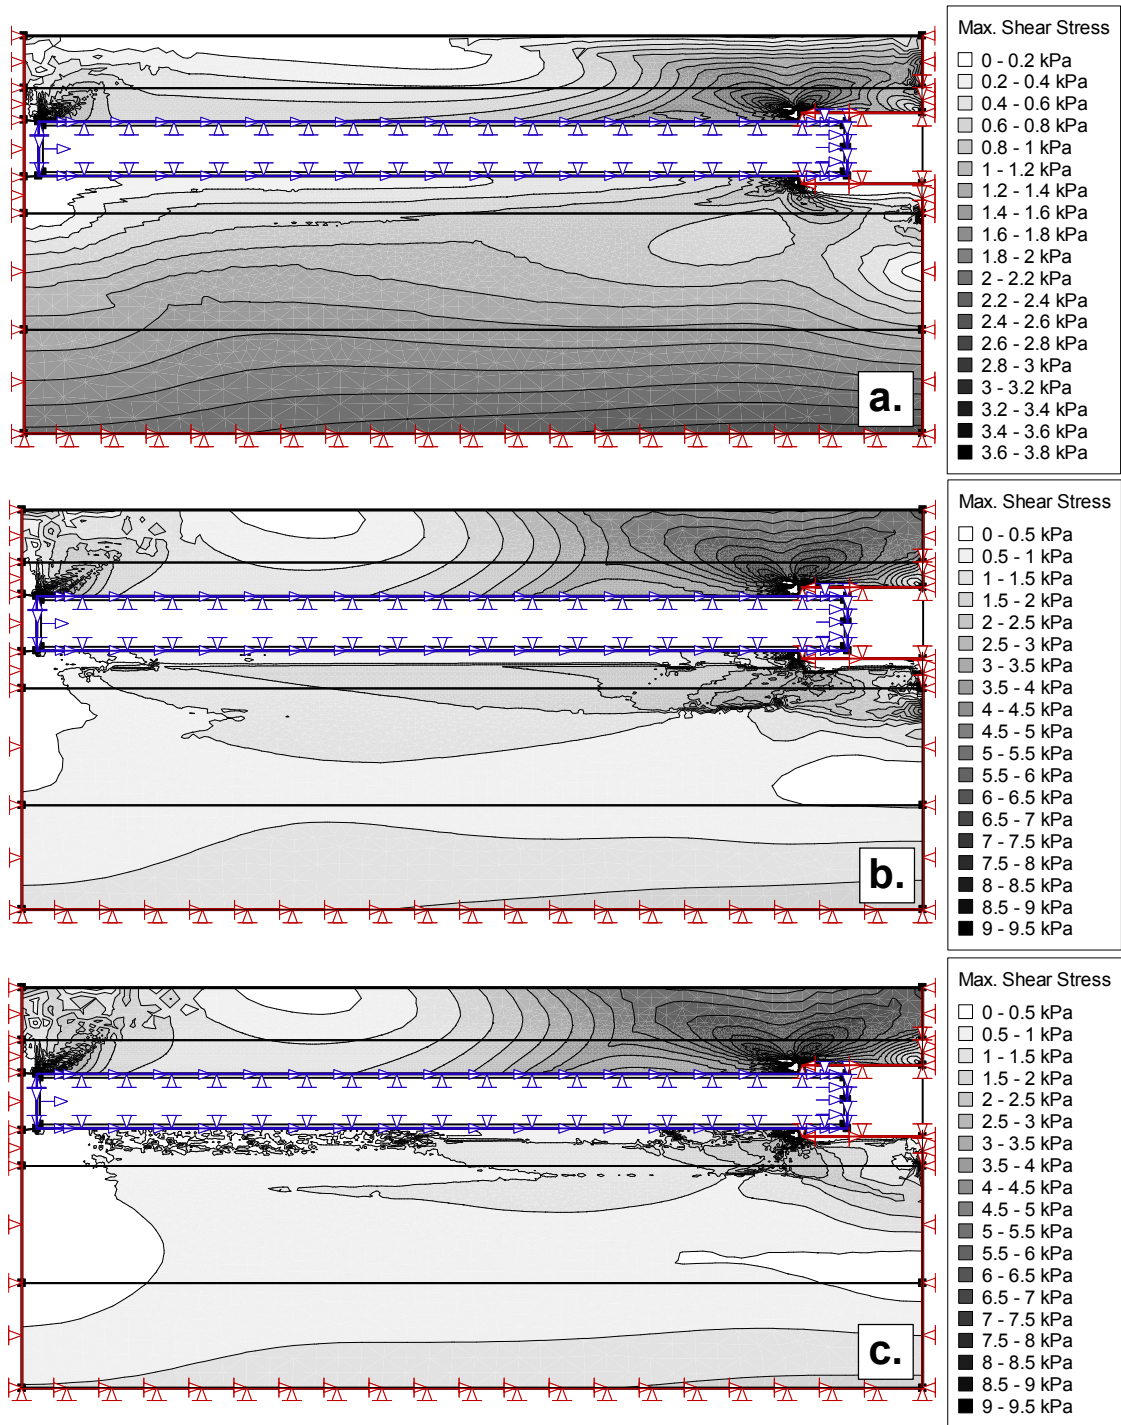 Max. Shear Stress
0 - 0.2 kPa
0.2 - 0.4 kPa
0.4 - 0.6 kPa
0.6 - 0.8 kPa
0.8 - 1 kPa
1 - 1.2 kPa
1.2 - 1.4 kPa
1.4 - 1.6 kPa
1.6 - 1.8 kPa
1.8 - 2 kPa
2 - 2.2 kPa
2.2 - 2.4 kPa
2.4 - 2.6 kPa
2.6 - 2.8 kPa
2.8 - 3 kPa
3 - 3.2 kPa
3.2 - 3.4 kPa
3.4 - 3.6 kPa
3.6 - 3.8 kPa
a.
Max. Shear Stress
0 - 0.5 kPa
0.5 - 1 kPa
1 - 1.5 kPa
1.5 - 2 kPa
2 - 2.5 kPa
2.5 - 3 kPa
3 - 3.5 kPa
3.5 - 4 kPa
4 - 4.5 kPa
4.5 - 5 kPa
5 - 5.5 kPa
5.5 - 6 kPa
6 - 6.5 kPa
6.5 - 7 kPa
7 - 7.5 kPa
7.5 - 8 kPa
8 - 8.5 kPa
8.5 - 9 kPa
9 - 9.5 kPa
b.
Max. Shear Stress
0 - 0.5 kPa
0.5 - 1 kPa
1 - 1.5 kPa
1.5 - 2 kPa
2 - 2.5 kPa
2.5 - 3 kPa
3 - 3.5 kPa
3.5 - 4 kPa
4 - 4.5 kPa
4.5 - 5 kPa
5 - 5.5 kPa
5.5 - 6 kPa
6 - 6.5 kPa
6.5 - 7 kPa
7 - 7.5 kPa
7.5 - 8 kPa
8 - 8.5 kPa
8.5 - 9 kPa
9 - 9.5 kPa
c.